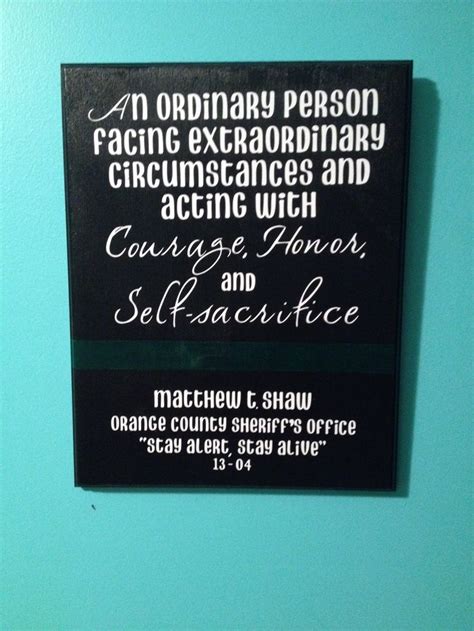 An ordinary person
facing extraordinary
circumstances and
acting with
Courage, Honor,
and
Self-sacrifice
Matthew T. Shaw
Orange County Sheriff's Office
"Stay Alert, Stay Alive"
13-04